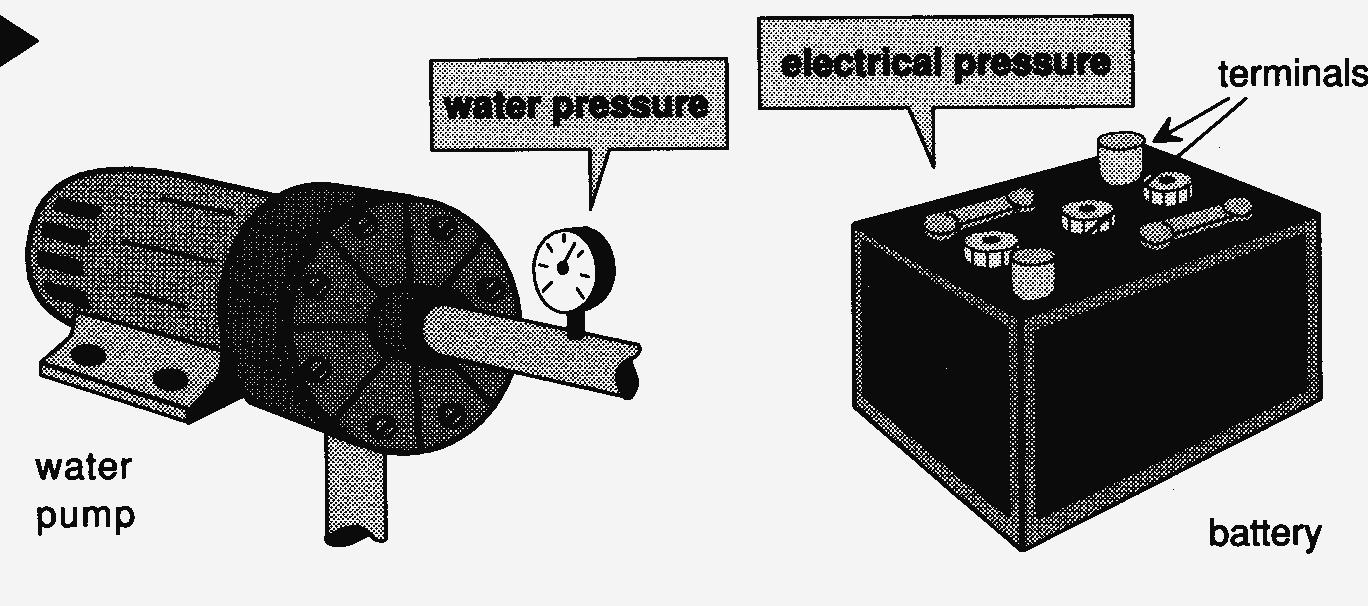 water pressure
electrical pressure
terminals
water
pump
battery